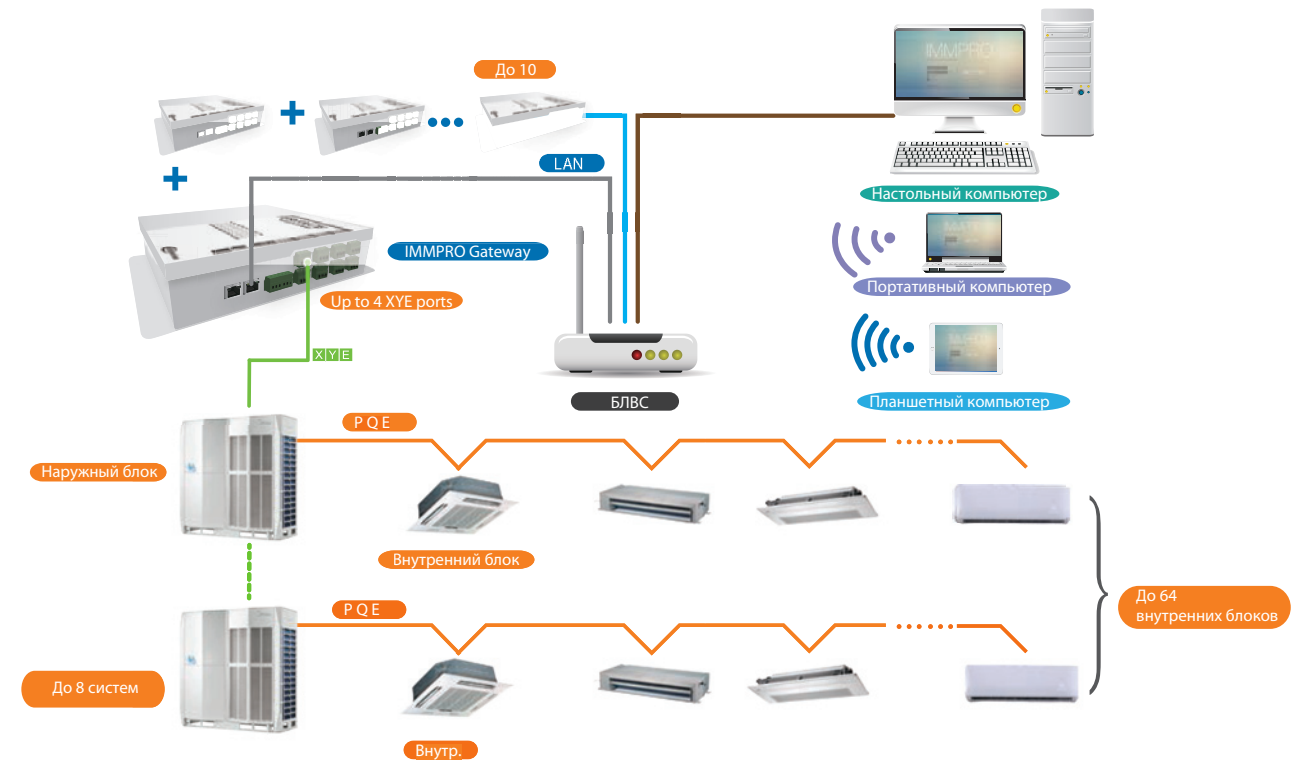 До 10
IMMPRO
LAN
Настольный компьютер
IMMPRO Gateway
Up to 4 XYE ports
Портативный компьютер
X Y E
БЛВС
Планшетный компьютер
P Q E
Наружный блок
Внутренний блок
До 64
внутренних блоков
P Q E
До 8 систем
Внутр.